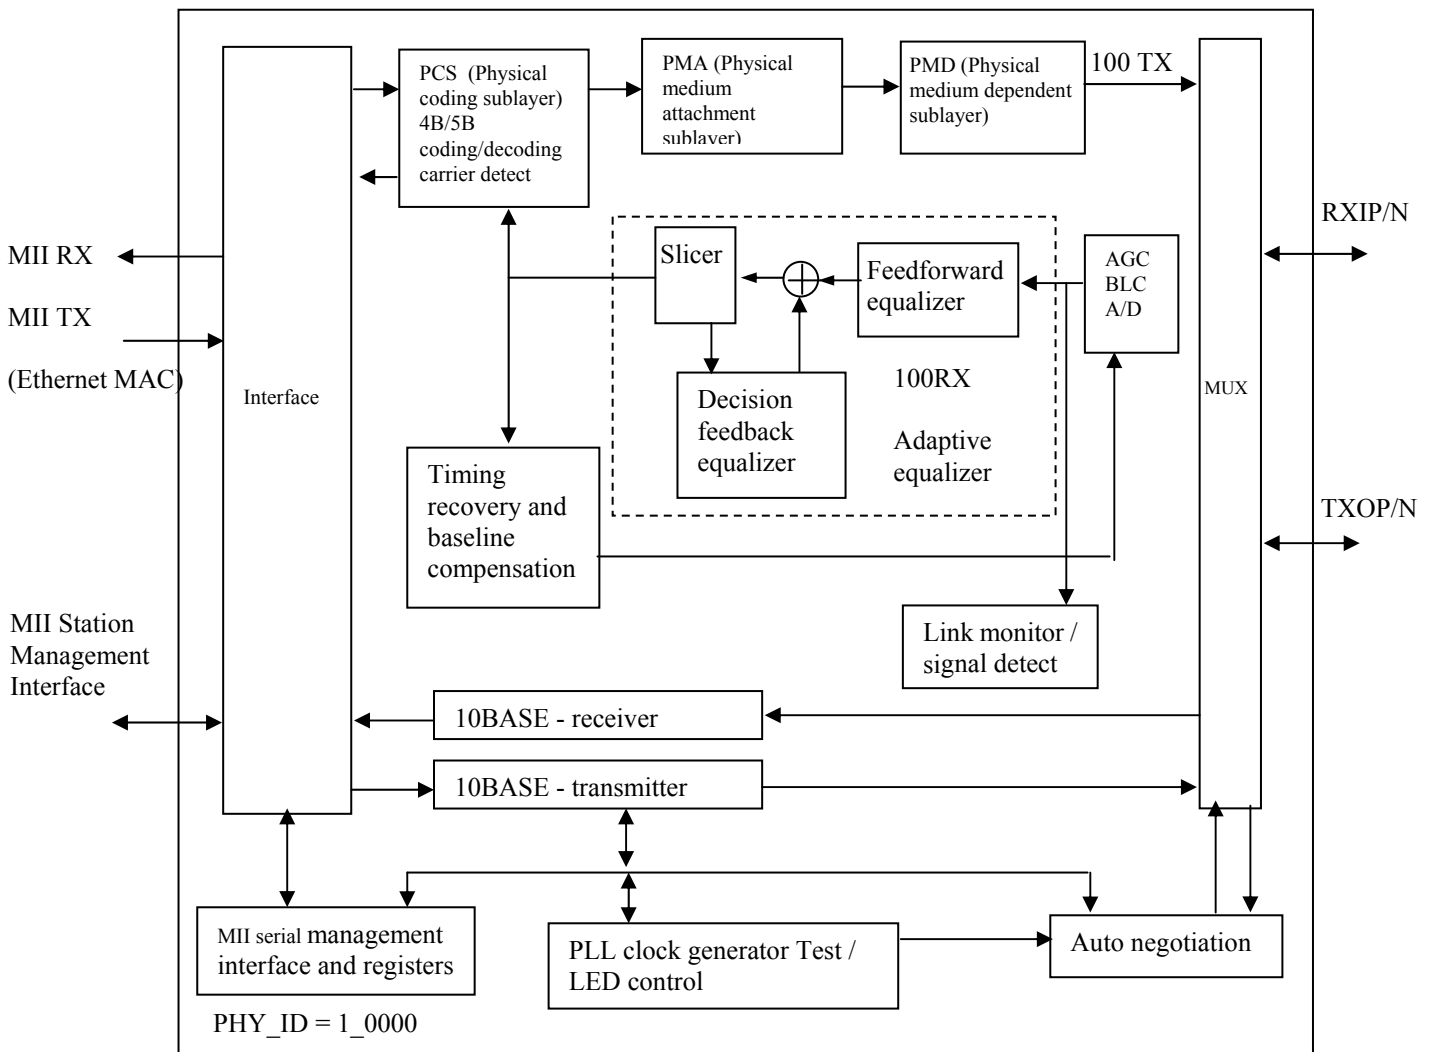 PCS (Physical
coding sublayer)
4B/5B
coding/decoding
carrier detect
PMA (Physical
medium
attachment
sublayer)
PMD (Physical
medium dependent
sublayer)
100 TX
MII RX
MII TX
(Ethernet MAC)
Interface
Slicer
Feedforward
equalizer
AGC
BLC
A/D
RXIP/N
MUX
Decision
feedback
equalizer
100RX
Adaptive
equalizer
Timing
recovery and
baseline
compensation
TXOP/N
MII Station
Management
Interface
Link monitor /
signal detect
10BASE - receiver
10BASE - transmitter
MII serial management
interface and registers
PLL clock generator Test /
LED control
Auto negotiation
PHY_ID = 1_0000